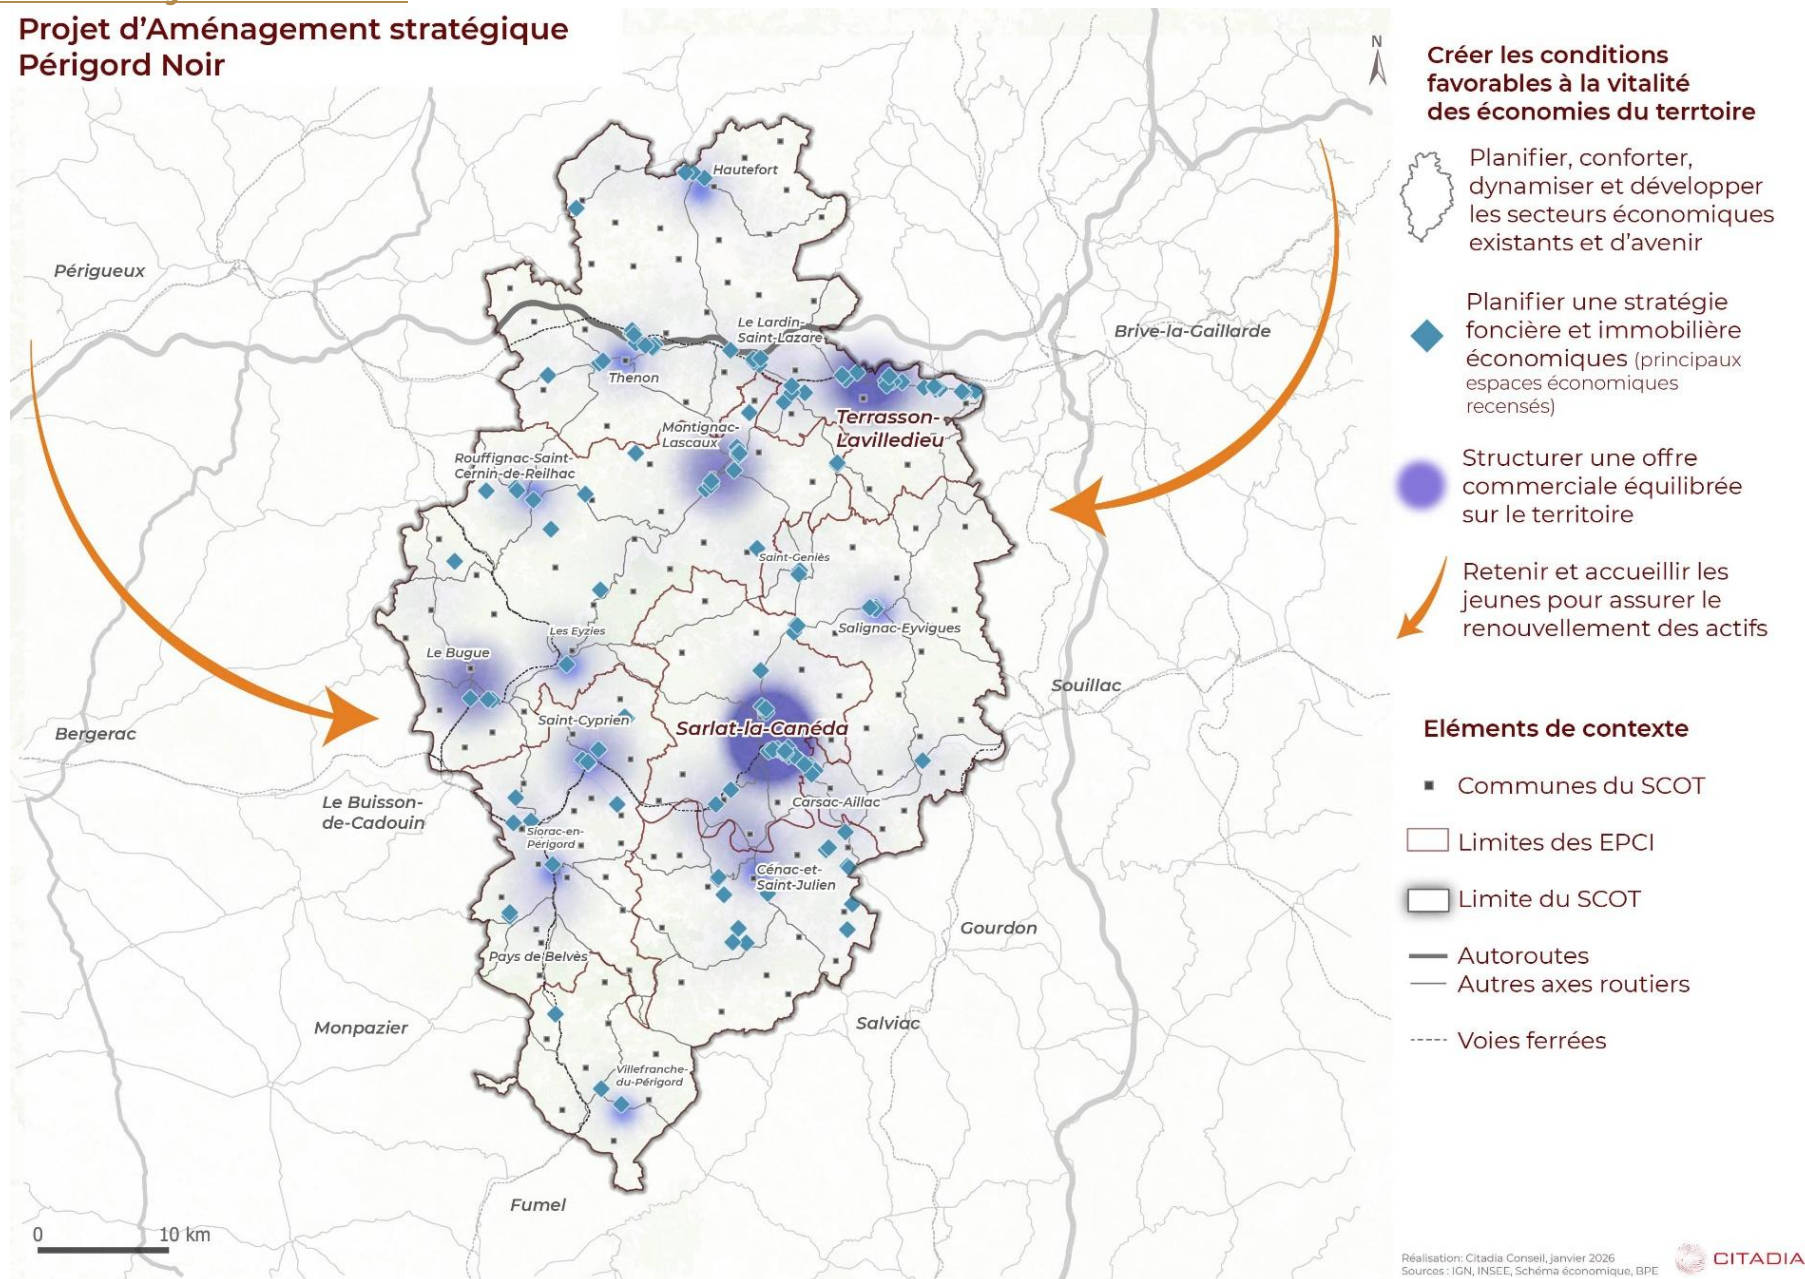 Projet d'Aménagement stratégique
Périgord Noir
N
Hautefort
Périgueux
Le Lardin-
Saint-Lazare
Brive-la-Gaillarde
Thenon
Terrasson-
Lavilledieu
Montignac-
Lascaux
Rouffignac-Saint-
Cernin-de-Reilhac
Saint-Geniès
Salignac-Eyvigues
Les Eyzies
Le Bugue
Souillac
Saint-Cyprien
Sarlat-la-Canéda
Bergerac
Le Buisson-
de-Cadouin
Carsac-Aillac
Siorac-en-
Périgord
Cénac-et-
Saint-Julien
Gourdon
Pays de Belvès
Monpazier
Salviac
Villefranche-
du-Périgord
Fumel
0 10 km
Créer les conditions
favorables à la vitalité
des économies du terrtoire
Planifier, conforter,
dynamiser et développer
les secteurs économiques
existants et d'avenir
Planifier une stratégie
foncière et immobilière
économiques (principaux
espaces économiques
recensés)
Structurer une offre
commerciale équilibrée
sur le territoire
Retenir et accueillir les
jeunes pour assurer le
renouvellement des actifs
Eléments de contexte
Communes du SCOT
Limites des EPCI
Limite du SCOT
Autoroutes
Autres axes routiers
Voies ferrées
Réalisation: Citadia Conseil, janvier 2026
Sources : IGN, INSEE, Schéma économique, BPE
CITADIA